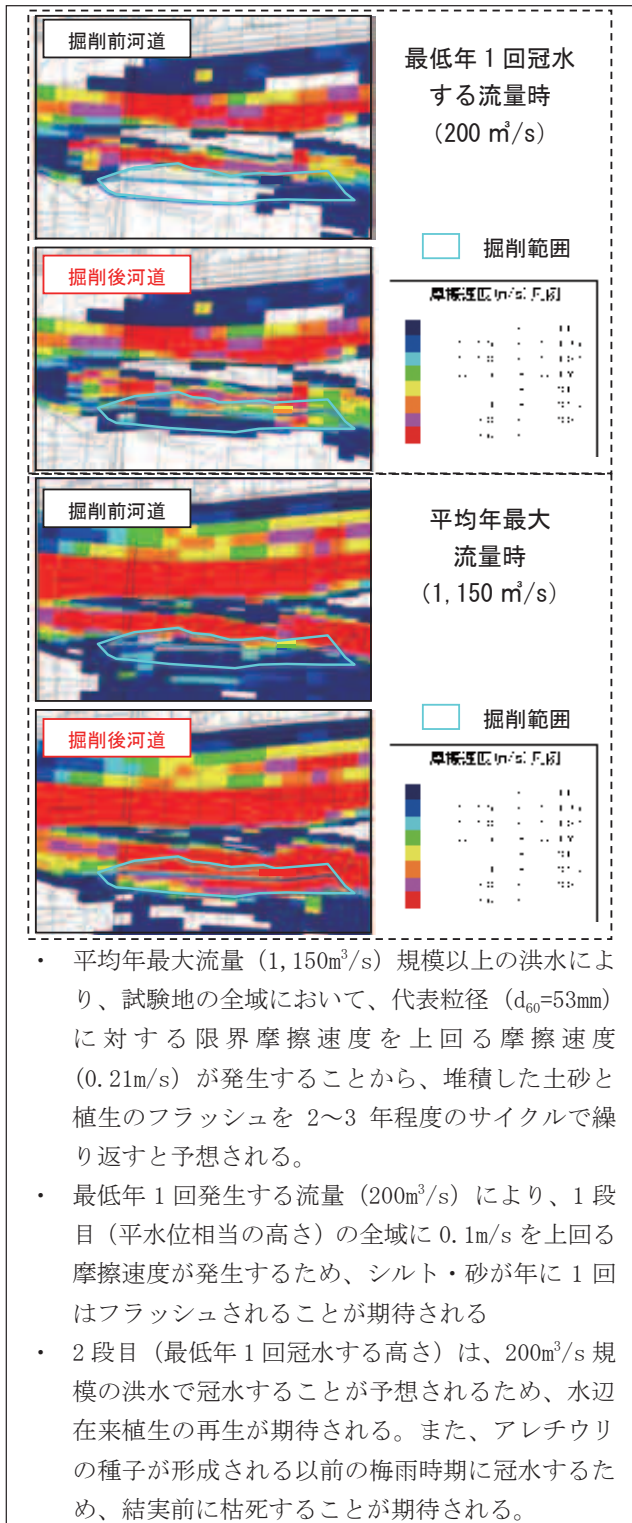 掘削前河道
最低年1回冠水
する流量時
(200 ㎥/s)
掘削範囲
掘削後河道
掘削前河道
平均年最大
流量時
(1,150 ㎥/s)
掘削範囲
掘削後河道
・ 平均年最大流量（1,150m³/s）規模以上の洪水によ
り、試験地の全域において、代表粒径（d₆₀=53mm）
に対する限界摩擦速度を上回る摩擦速度
(0.21m/s）が発生することから、堆積した土砂と
植生のフラッシュを 2～3 年程度のサイクルで繰
り返すと予想される。
・ 最低年 1 回発生する流量（200m³/s）により、1 段
目（平水位相当の高さ）の全域に 0.1m/s を上回る
摩擦速度が発生するため、シルト・砂が年に 1 回
はフラッシュされることが期待される
・ 2 段目（最低年 1 回冠水する高さ）は、200m³/s 規
模の洪水で冠水することが予想されるため、水辺
在来植生の再生が期待される。また、アレチウリ
の種子が形成される以前の梅雨時期に冠水するた
め、結実前に枯死することが期待される。